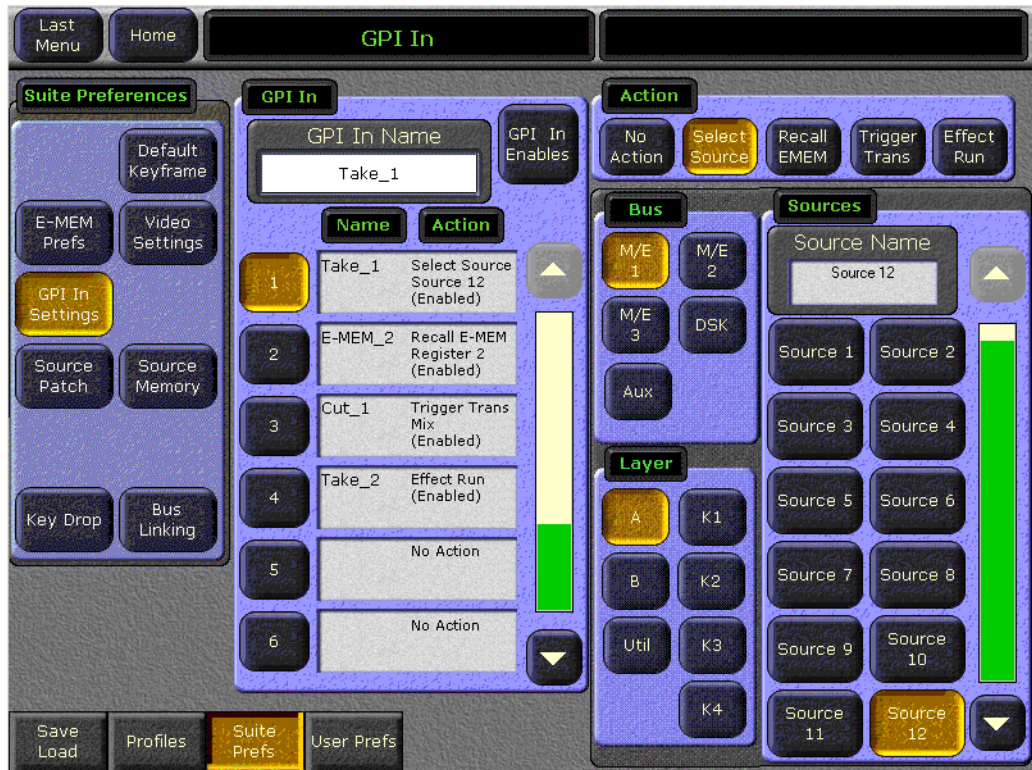 Last
Menu
Home
GPI In
Suite Preferences
Default
Keyframe
E-MEM
Prefs
Video
Settings
GPI In
Settings
Source
Patch
Source
Memory
Key Drop
Bus
Linking
GPI In
GPI In Name
Take_1
GPI In
Enables
Name
Action
1
Take_1
Select Source
Source 12
(Enabled)
2
E-MEM_2
Recall E-MEM
Register 2
(Enabled)
3
Cut_1
Trigger Trans
Mix
(Enabled)
4
Take_2
Effect Run
(Enabled)
5
No Action
6
No Action
Action
No
Action
Select
Source
Recall
EMEM
Trigger
Trans
Effect
Run
Bus
M/E
1
M/E
2
M/E
3
DSK
Aux
Layer
A
K1
B
K2
Util
K3
K4
Sources
Source Name
Source 12
Source 1
Source 2
Source 3
Source 4
Source 5
Source 6
Source 7
Source 8
Source 9
Source
10
Source
11
Source
12
Save
Load
Profiles
Suite
Prefs
User Prefs